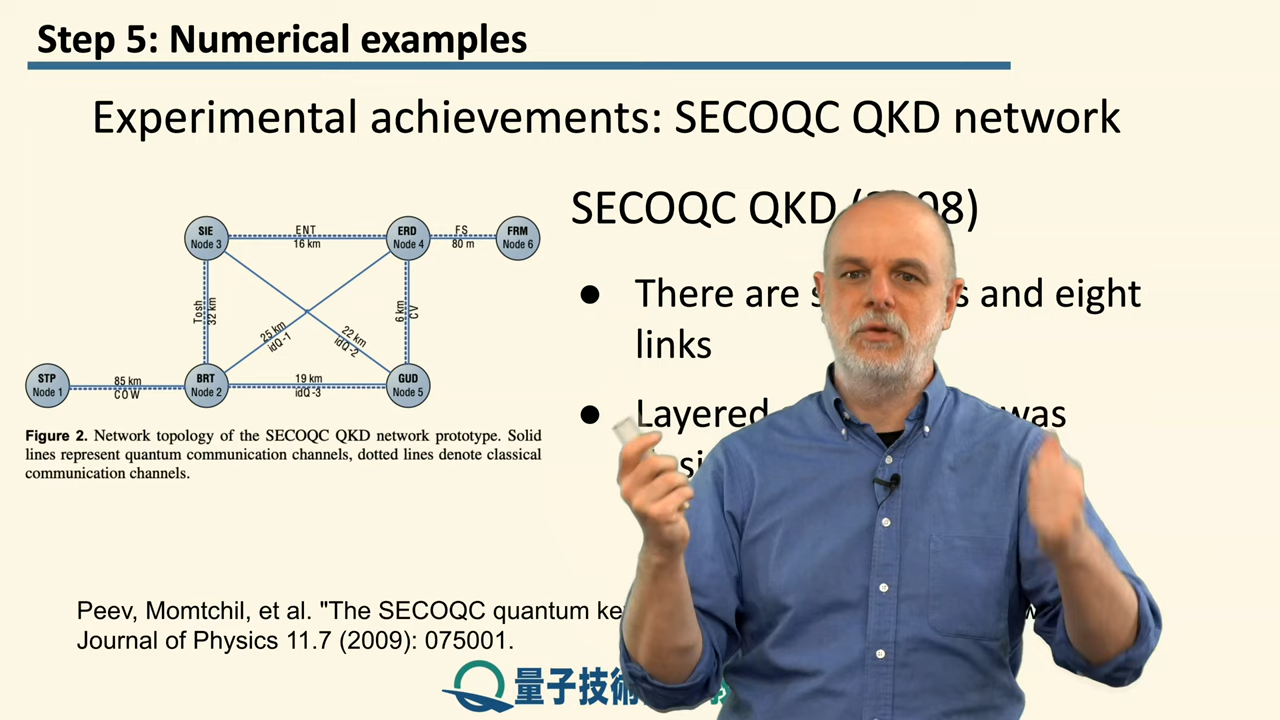 Step 5: Numerical examples
Experimental achievements: SECOQC QKD network
SECOQC QKD
There are and eight
links
Layered was
SIE
Node 3
ENT
16 km
ERD
Node 4
FS
80 m
FRM
Node 6
Tosh
32 km
25 km
idQ-1
22 km
idQ-2
6 km
CV
STP
Node 1
85 km
COW
BRT
Node 2
19 km
idQ-3
GUD
Node 5
Figure 2. Network topology of the SECOQC QKD network prototype. Solid
lines represent quantum communication channels, dotted lines denote classical
communication channels.
Peev, Momtchil, et al. "The SECOQC quantum
Journal of Physics 11.7 (2009): 075001.
量子技術